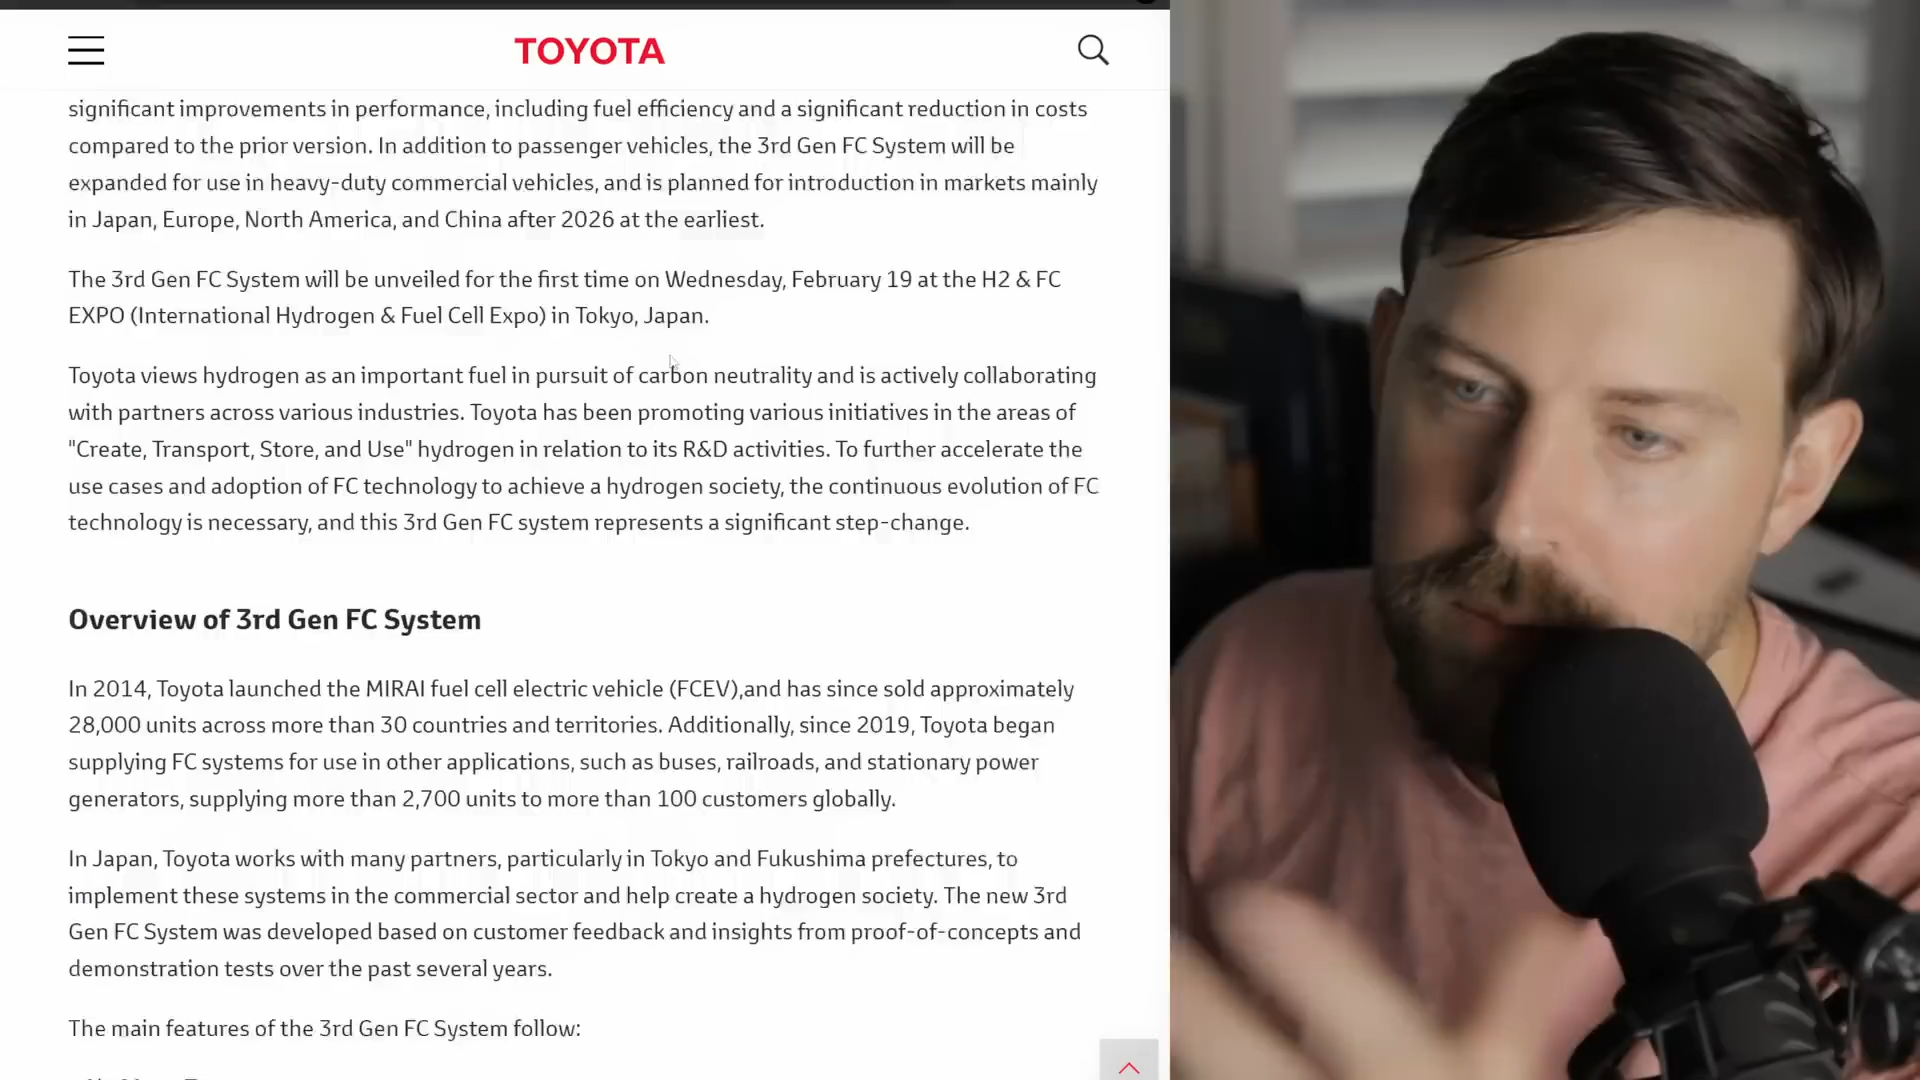 TOYOTA
significant improvements in performance, including fuel efficiency and a significant reduction in costs
compared to the prior version. In addition to passenger vehicles, the 3rd Gen FC System will be
expanded for use in heavy-duty commercial vehicles, and is planned for introduction in markets mainly
in Japan, Europe, North America, and China after 2026 at the earliest.
The 3rd Gen FC System will be unveiled for the first time on Wednesday, February 19 at the H2 & FC
EXPO (International Hydrogen & Fuel Cell Expo) in Tokyo, Japan.
Toyota views hydrogen as an important fuel in pursuit of carbon neutrality and is actively collaborating
with partners across various industries. Toyota has been promoting various initiatives in the areas of
"Create, Transport, Store, and Use" hydrogen in relation to its R&D activities. To further accelerate the
use cases and adoption of FC technology to achieve a hydrogen society, the continuous evolution of FC
technology is necessary, and this 3rd Gen FC system represents a significant step-change.
Overview of 3rd Gen FC System
In 2014, Toyota launched the MIRAI fuel cell electric vehicle (FCEV),and has since sold approximately
28,000 units across more than 30 countries and territories. Additionally, since 2019, Toyota began
supplying FC systems for use in other applications, such as buses, railroads, and stationary power
generators, supplying more than 2,700 units to more than 100 customers globally.
In Japan, Toyota works with many partners, particularly in Tokyo and Fukushima prefectures, to
implement these systems in the commercial sector and help create a hydrogen society. The new 3rd
Gen FC System was developed based on customer feedback and insights from proof-of-concepts and
demonstration tests over the past several years.
The main features of the 3rd Gen FC System follow: